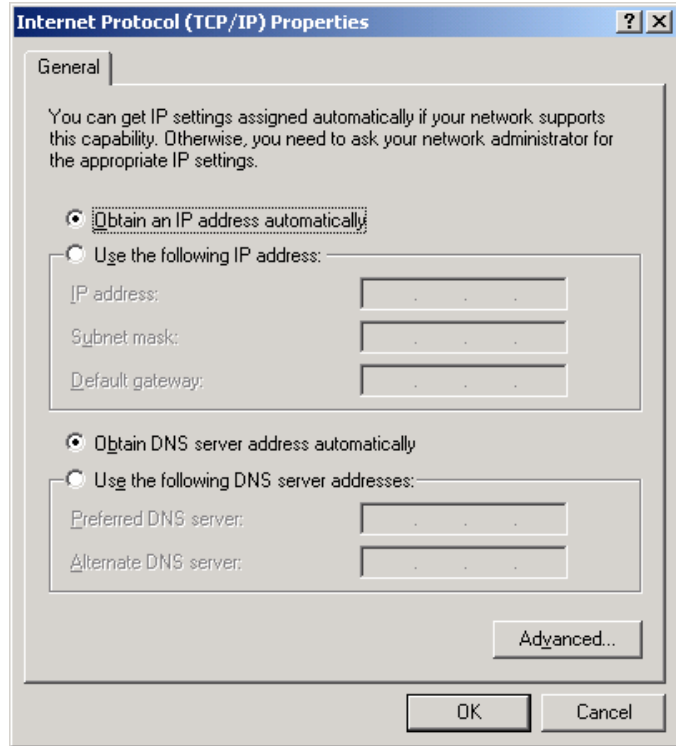 Internet Protocol (TCP/IP) Properties
General
You can get IP settings assigned automatically if your network supports
this capability. Otherwise, you need to ask your network administrator for
the appropriate IP settings.
Obtain an IP address automatically
Use the following IP address:
IP address:
Subnet mask:
Default gateway:
Obtain DNS server address automatically
Use the following DNS server addresses:
Preferred DNS server:
Alternate DNS server:
Advanced...
OK Cancel